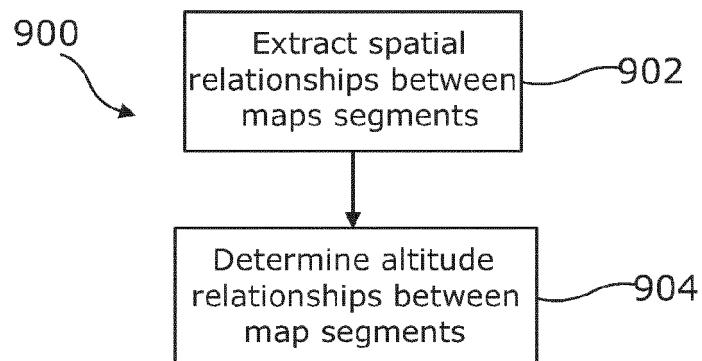 900
Extract spatial
relationships between
maps segments
902
Determine altitude
relationships between
map segments
904